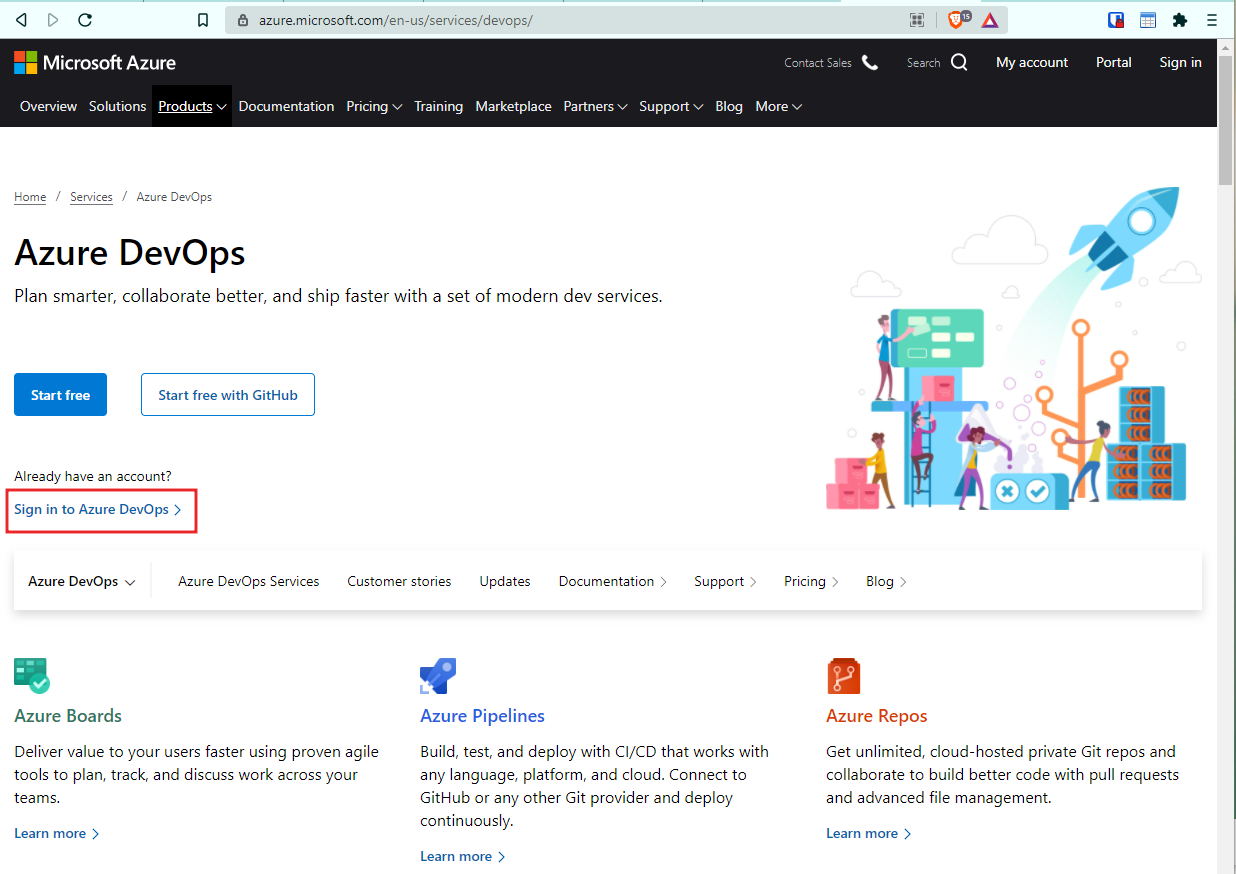 azure.microsoft.com/en-us/services/devops/
15
Microsoft Azure
Contact Sales
Search
My account
Portal
Sign in
Overview
Solutions
Products
Documentation
Pricing
Training
Marketplace
Partners
Support
Blog
More
Home / Services / Azure DevOps
Azure DevOps
Plan smarter, collaborate better, and ship faster with a set of modern dev services.
Start free
Start free with GitHub
Already have an account?
Sign in to Azure DevOps
Azure DevOps
Azure DevOps Services
Customer stories
Updates
Documentation
Support
Pricing
Blog
Azure Boards
Deliver value to your users faster using proven agile
tools to plan, track, and discuss work across your
teams.
Learn more
Azure Pipelines
Build, test, and deploy with CI/CD that works with
any language, platform, and cloud. Connect to
GitHub or any other Git provider and deploy
continuously.
Learn more
Azure Repos
Get unlimited, cloud-hosted private Git repos and
collaborate to build better code with pull requests
and advanced file management.
Learn more